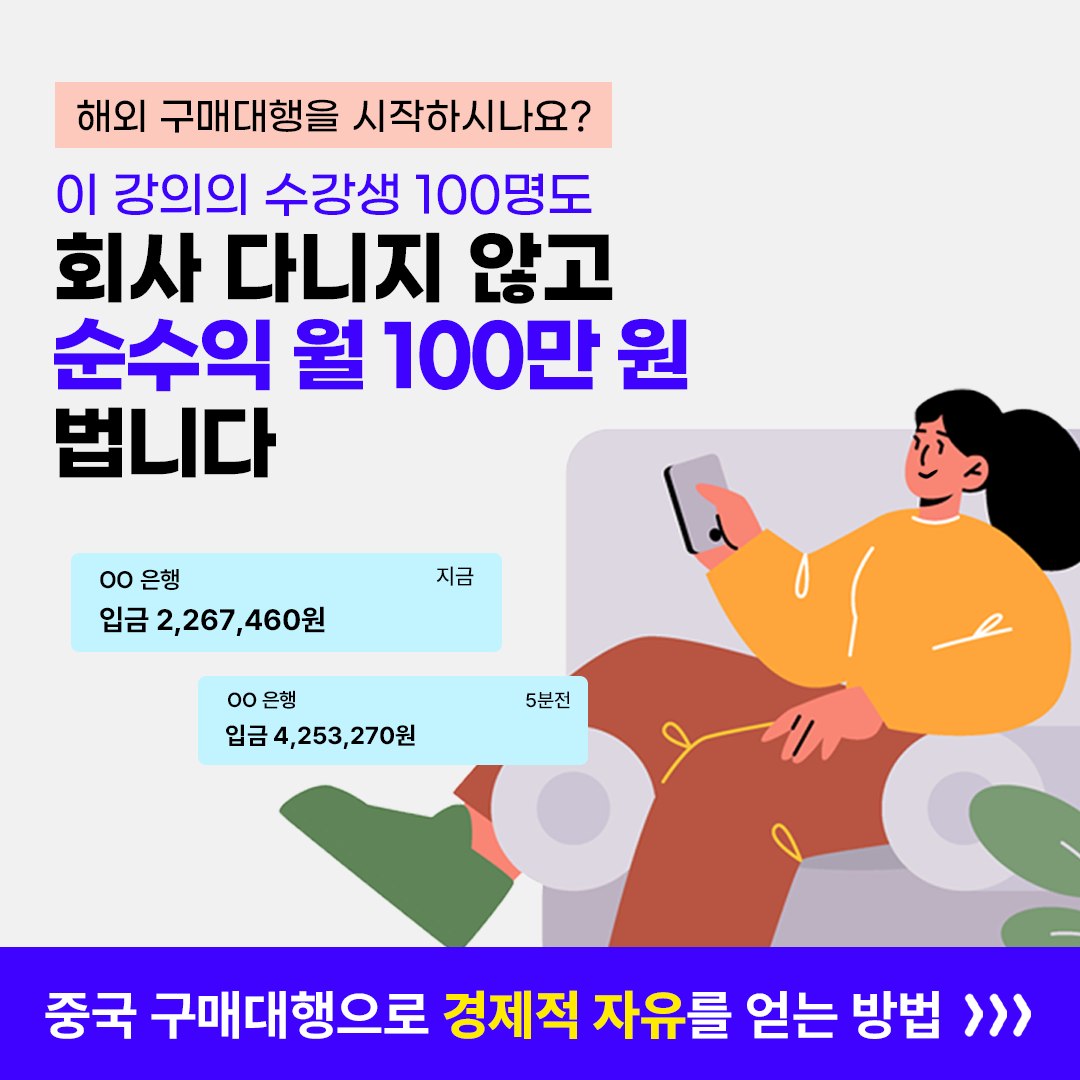 해외 구매대행을 시작하시나요?
이 강의의 수강생 100명도
회사 다니지 않고
순수익 월 100만 원
법니다
OO 은행 지금
입금 2,267,460원
OO 은행 5분전
입금 4,253,270원
중국 구매대행으로 경제적 자유를 얻는 방법 》》》